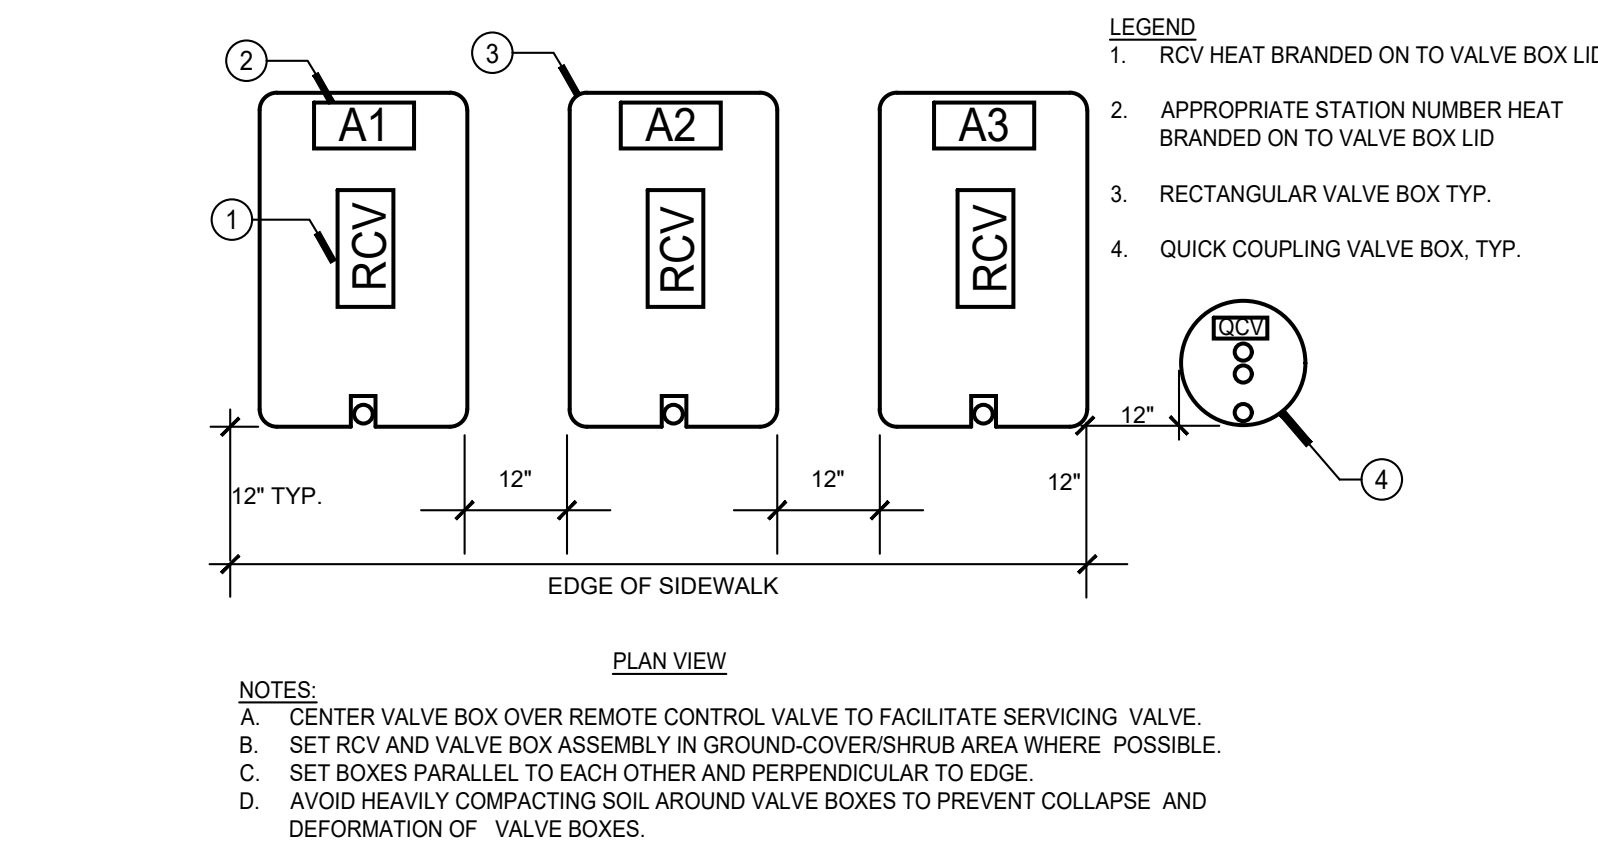 LEGEND
1. RCV HEAT BRANDED ON TO VALVE BOX LID
2. APPROPRIATE STATION NUMBER HEAT
BRANDED ON TO VALVE BOX LID
3. RECTANGULAR VALVE BOX TYP.
4. QUICK COUPLING VALVE BOX, TYP.
2
3
A1
A2
A3
1
RCV
RCV
RCV
QCV
12"
4
12" TYP.
12"
12"
12"
EDGE OF SIDEWALK
PLAN VIEW
NOTES:
A. CENTER VALVE BOX OVER REMOTE CONTROL VALVE TO FACILITATE SERVICING VALVE.
B. SET RCV AND VALVE BOX ASSEMBLY IN GROUND-COVER/SHRUB AREA WHERE POSSIBLE.
C. SET BOXES PARALLEL TO EACH OTHER AND PERPENDICULAR TO EDGE.
D. AVOID HEAVILY COMPACTING SOIL AROUND VALVE BOXES TO PREVENT COLLAPSE AND
DEFORMATION OF VALVE BOXES.